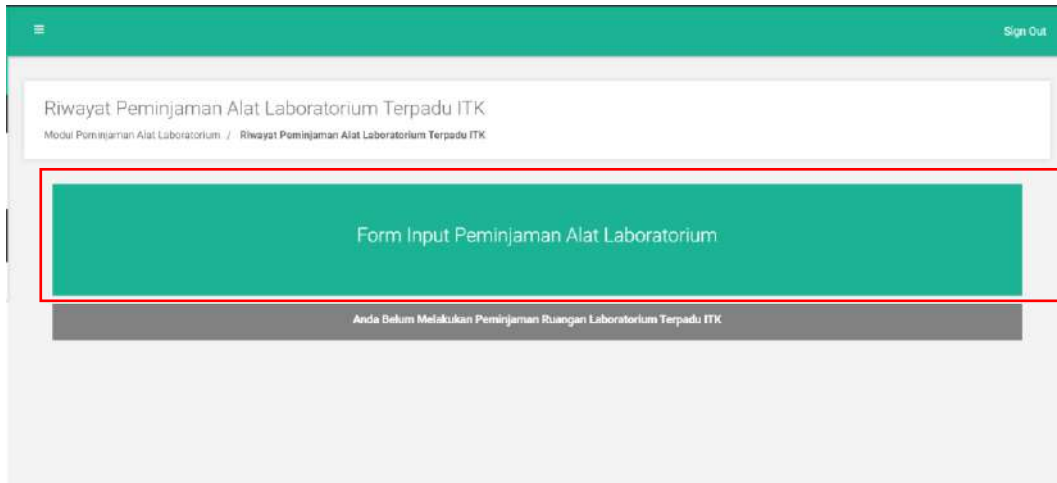 Sign Out
Riwayat Peminjaman Alat Laboratorium Terpadu ITK
Modul Peminjaman Alat Laboratorium / Riwayat Peminjaman Alat Laboratorium Terpadu ITK
Form Input Peminjaman Alat Laboratorium
Anda Belum Melakukan Peminjaman Ruangan Laboratorium Terpadu ITK